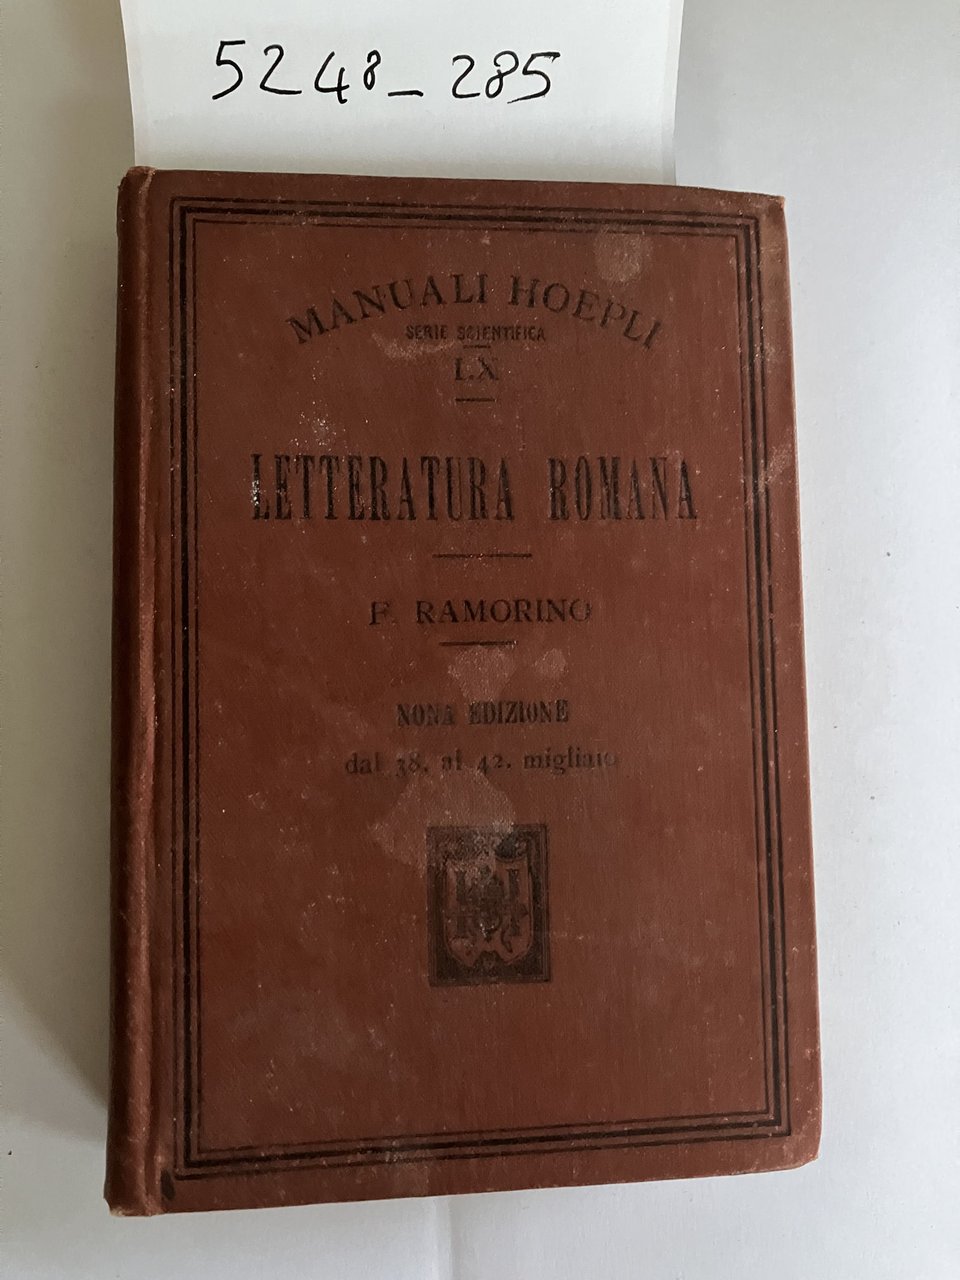 5248_285
MANUALI HOEPLI
SERIE SCIENTIFICA
LX
LETTERATURA ROMANA
F. RAMORINO
NONA EDIZIONE
dal 38. al 42. migliaio